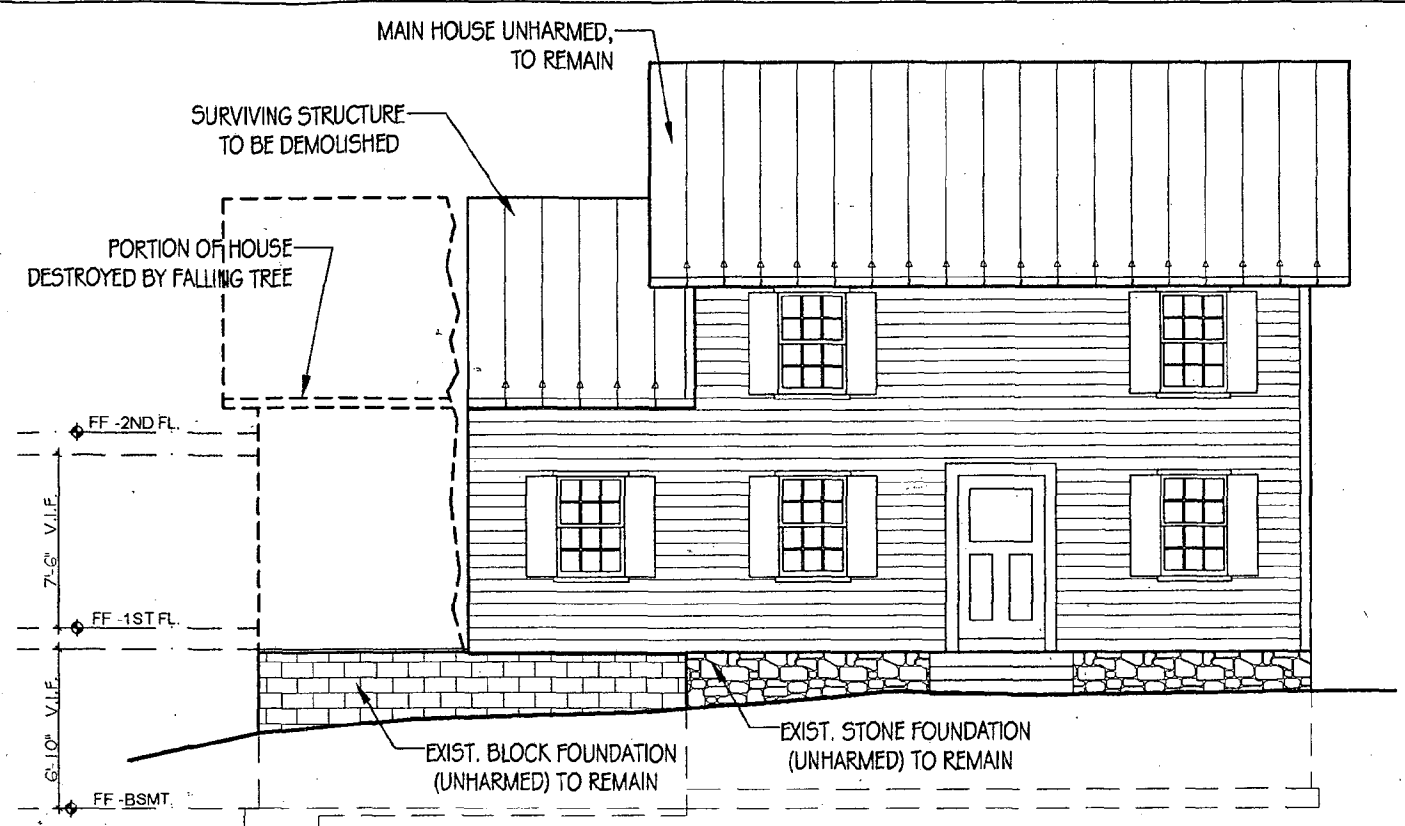 MAIN HOUSE UNHARMED,
TO REMAIN
SURVIVING STRUCTURE
TO BE DEMOLISHED
PORTION OF HOUSE
DESTROYED BY FALLING TREE
FF -2ND FL.
7'-6" V.I.F.
FF -1ST FL.
6'-10" V.I.F.
FF -BSMT.
EXIST. BLOCK FOUNDATION
(UNHARMED) TO REMAIN
EXIST. STONE FOUNDATION
(UNHARMED) TO REMAIN